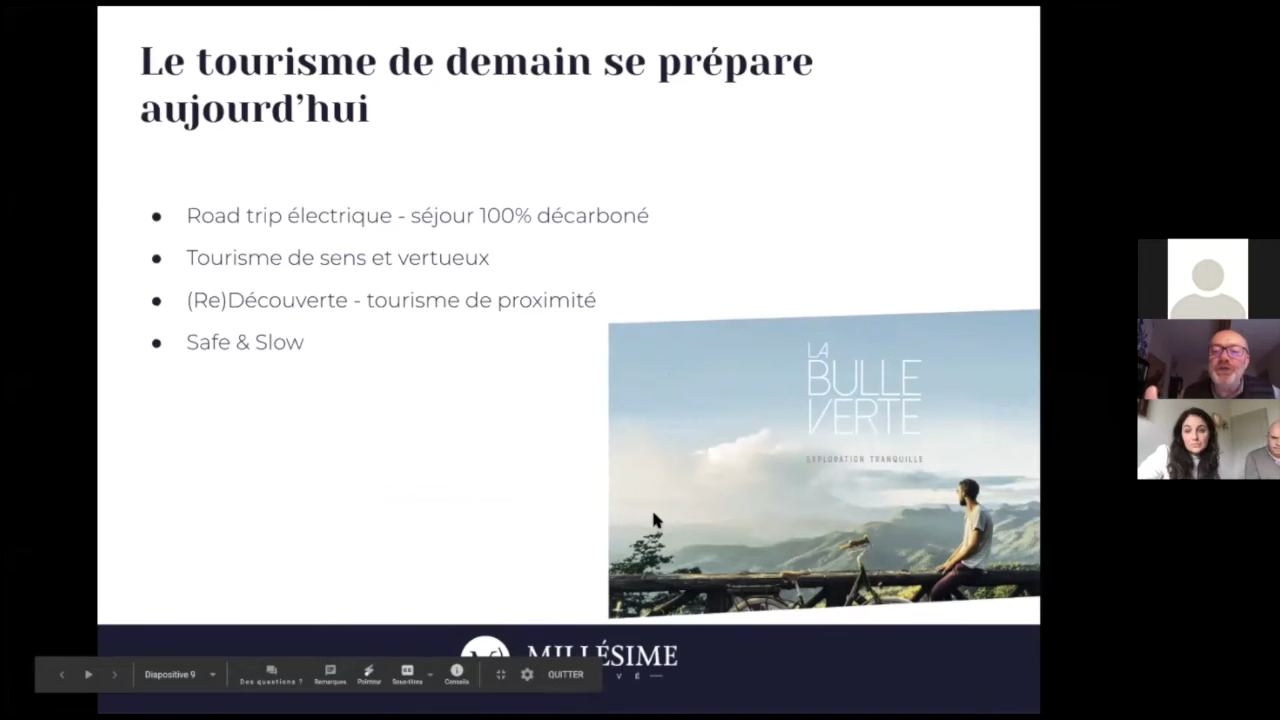 Le tourisme de demain se prépare
aujourd’hui
● Road trip électrique - séjour 100% décarboné
● Tourisme de sens et vertueux
● (Re)Découverte - tourisme de proximité
● Safe & Slow
LA
BULLE
VERTE
EXPLORATION TRANQUILLE
MILLÉSIME
V É
Diapositive 9
Des questions ?
Remarques
Pointeur
Sous-titres
Conseils
QUITTER